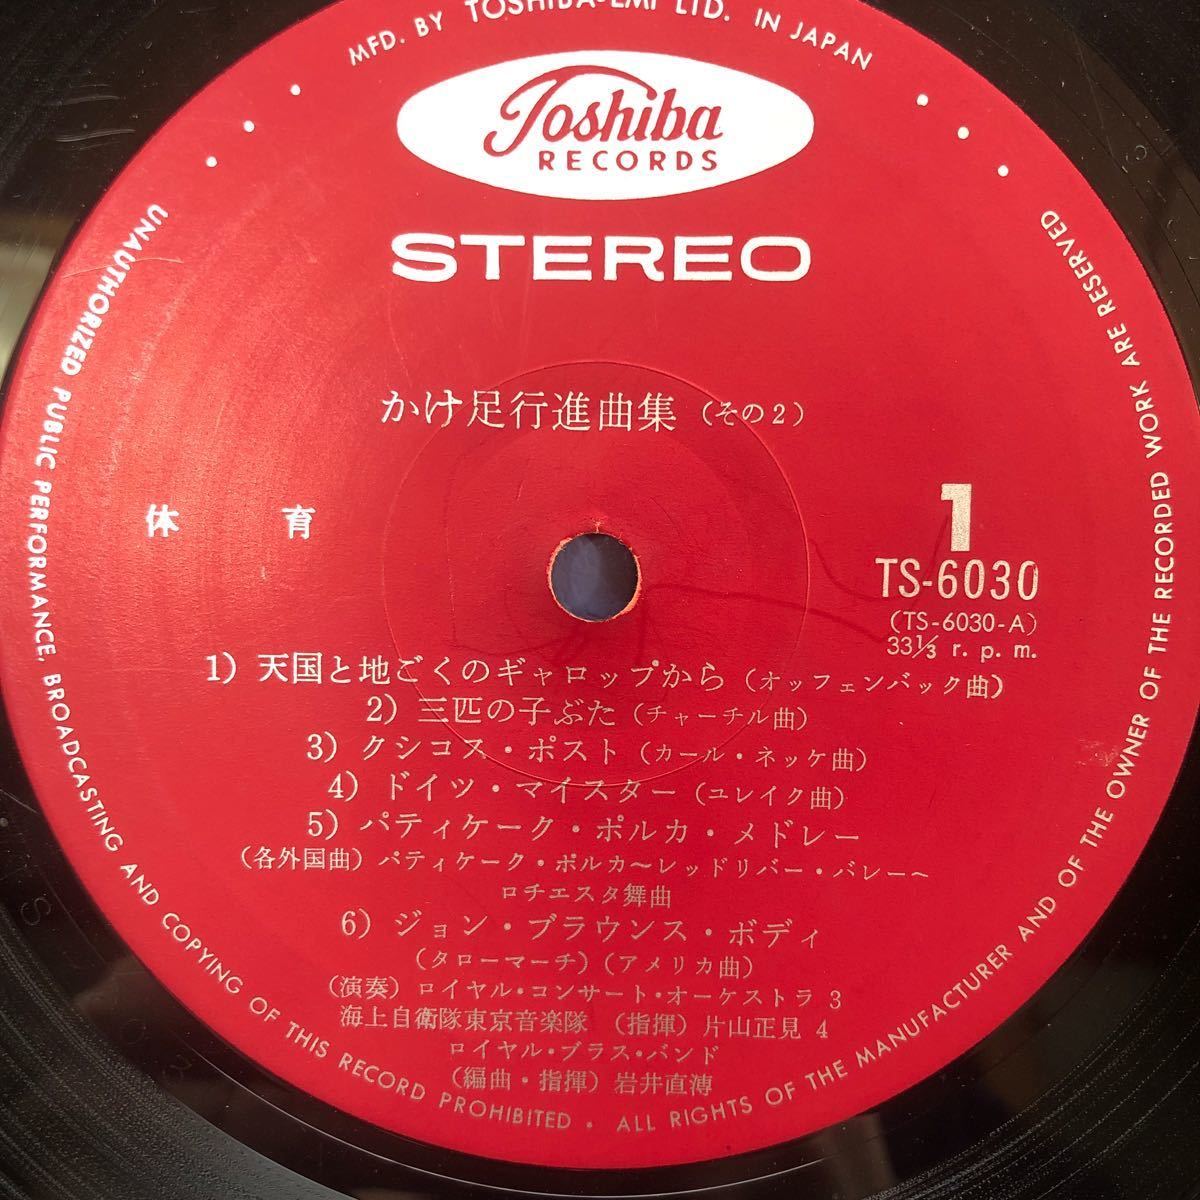 MFD. BY TOSHIBA-EMI LTD. IN JAPAN
Toshiba
RECORDS
STEREO
かけ足行進曲集 (その2)
体 育
1
TS-6030
(TS-6030-A)
33⅓ r. p. m.
1) 天国と地ごくのギャロップから (オッフェンバック曲)
2) 三匹の子ぶた (チャーチル曲)
3) クシコス・ポスト (カール・ネッケ曲)
4) ドイツ・マイスター (ユレイク曲)
5) パティケーク・ポルカ・メドレー
(各外国曲) パティケーク・ポルカ〜レッドリバー・バレー〜
ロチエスタ舞曲
6) ジョン・ブラウンス・ボディ
(タローマーチ) (アメリカ曲)
(演奏) ロイヤル・コンサート・オーケストラ 3
海上自衛隊東京音楽隊 (指揮) 片山正見 4
ロイヤル・ブラス・バンド
(編曲・指揮) 岩井直溥
UNAUTHORIZED PUBLIC PERFORMANCE, BROADCASTING AND COPYING OF THIS RECORD PROHIBITED . ALL RIGHTS OF THE MANUFACTURER AND OF THE OWNER OF THE RECORDED WORK ARE RESERVED